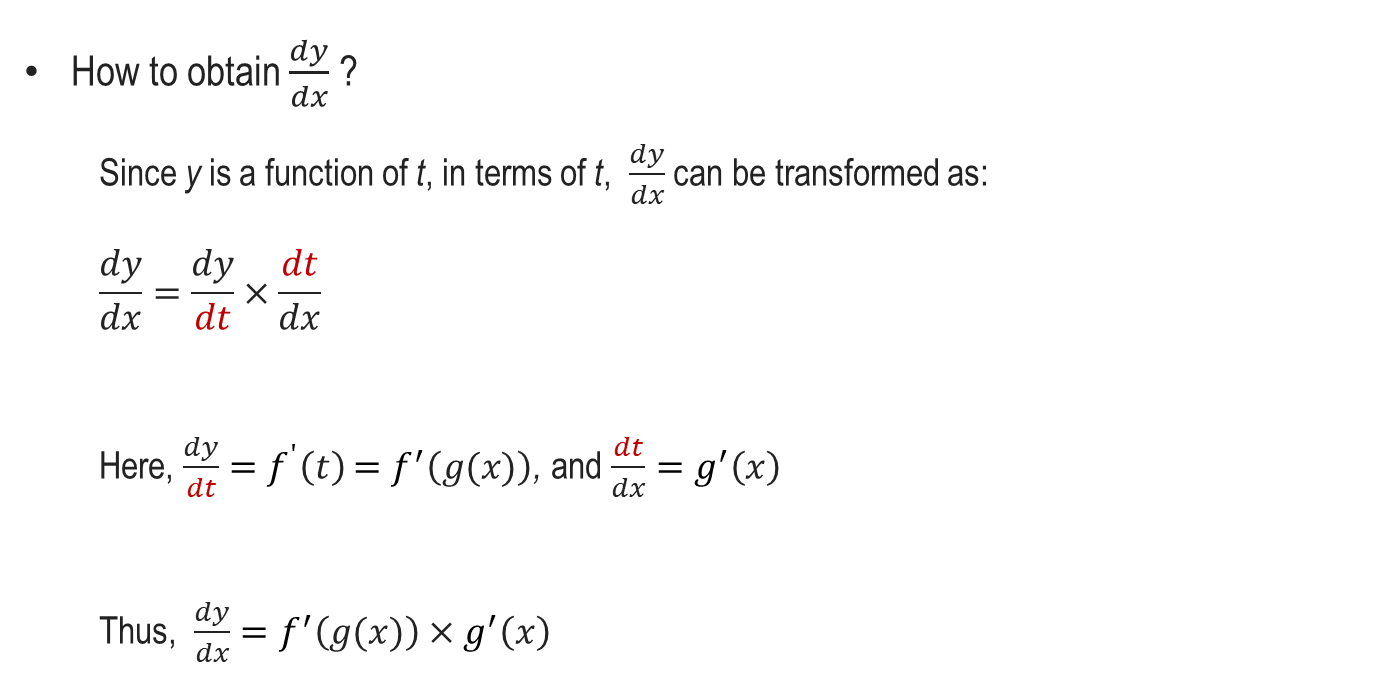 • How to obtain dy/dx ?
Since y is a function of t, in terms of t, dy/dx can be transformed as:
dy/dx = dy/dt × dt/dx
Here, dy/dt = f'(t) = f′(g(x)), and dt/dx = g′(x)
Thus, dy/dx = f′(g(x)) × g′(x)